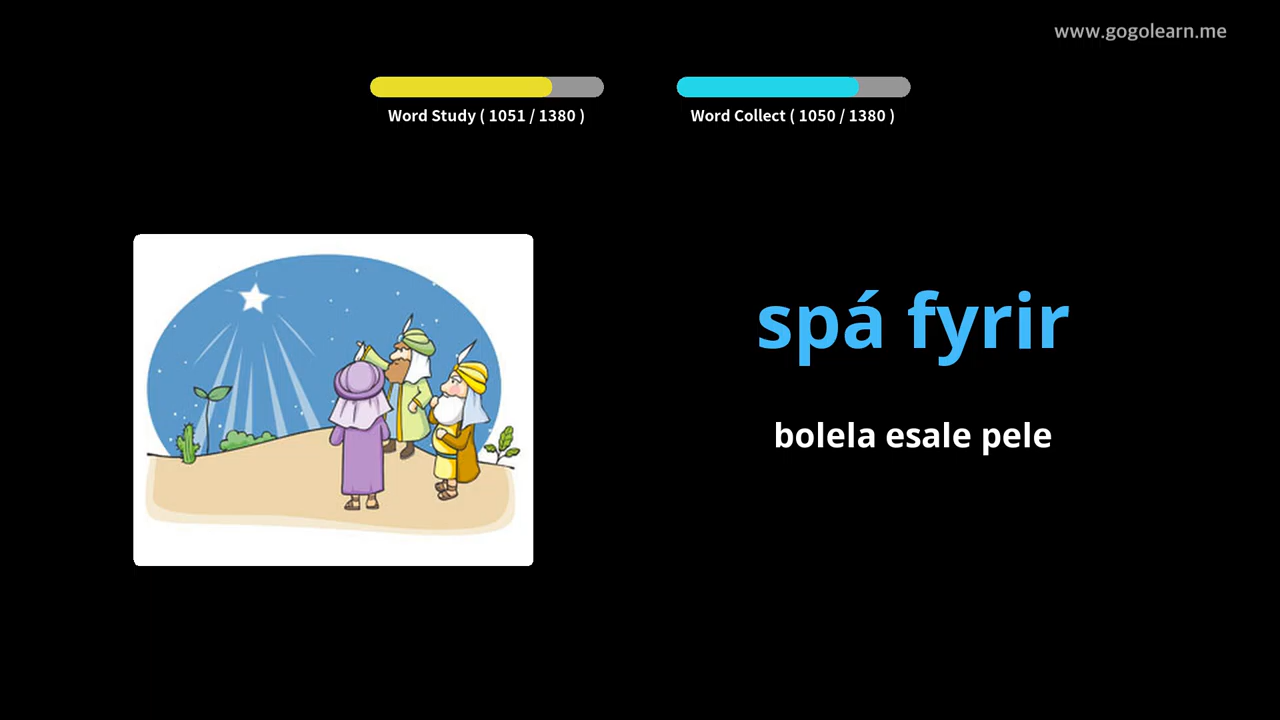 www.gogolearn.me
Word Study ( 1051 / 1380 )
Word Collect ( 1050 / 1380 )
spá fyrir
bolela esale pele